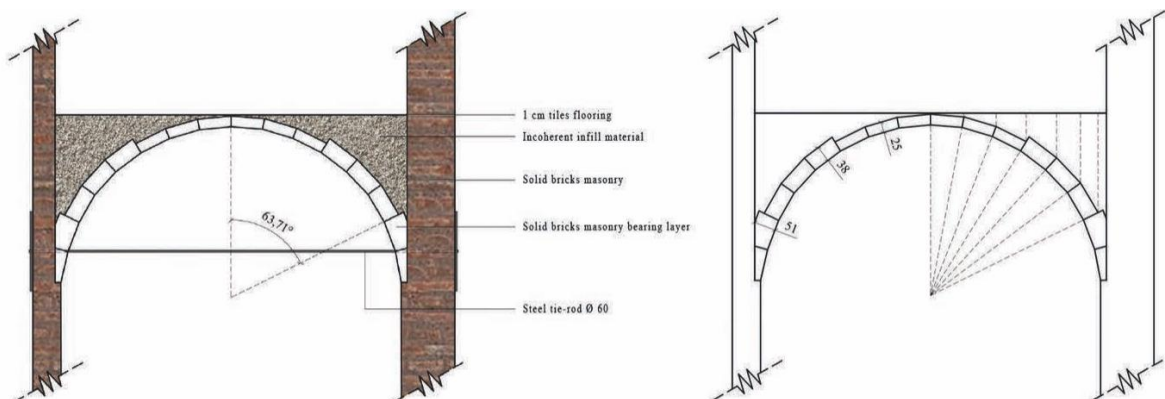 1 cm tiles flooring
Incoherent infill material
Solid bricks masonry
63,71°
Solid bricks masonry bearing layer
Steel tie-rod Ø 60
25
38
51